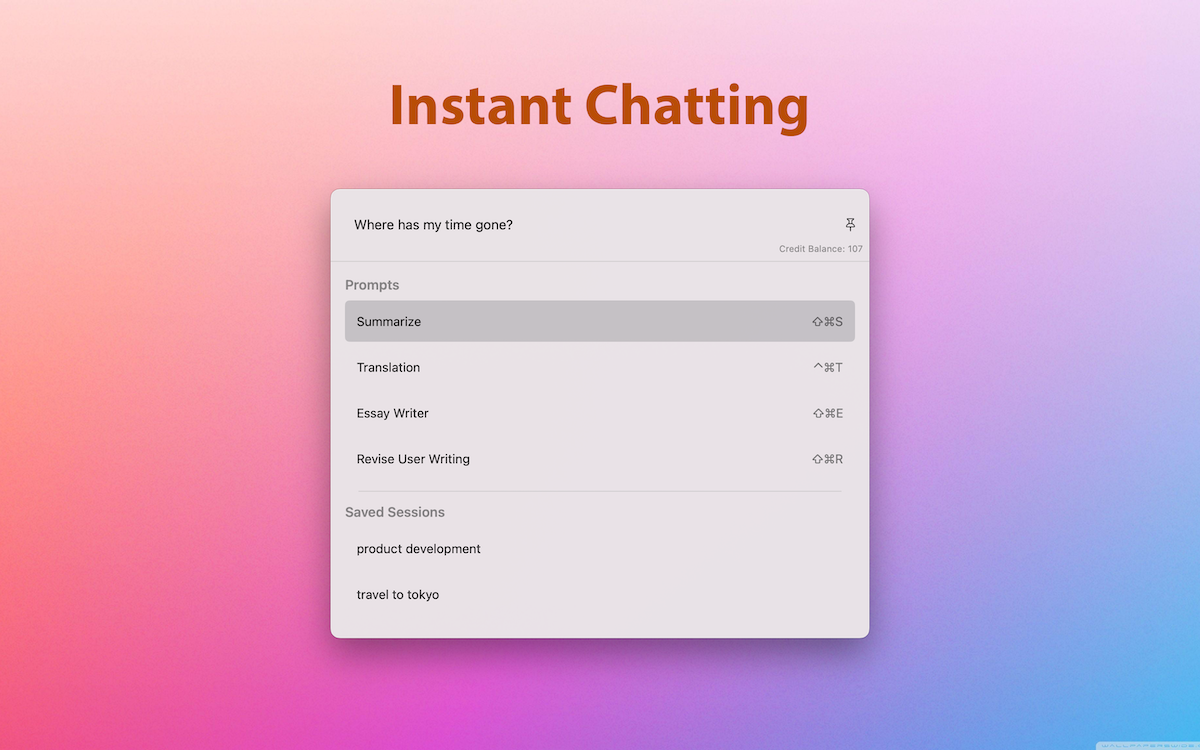 Instant Chatting
Where has my time gone?
Credit Balance: 107
Prompts
Summarize ⇧⌘S
Translation ^⌘T
Essay Writer ⇧⌘E
Revise User Writing ⇧⌘R
Saved Sessions
product development
travel to tokyo